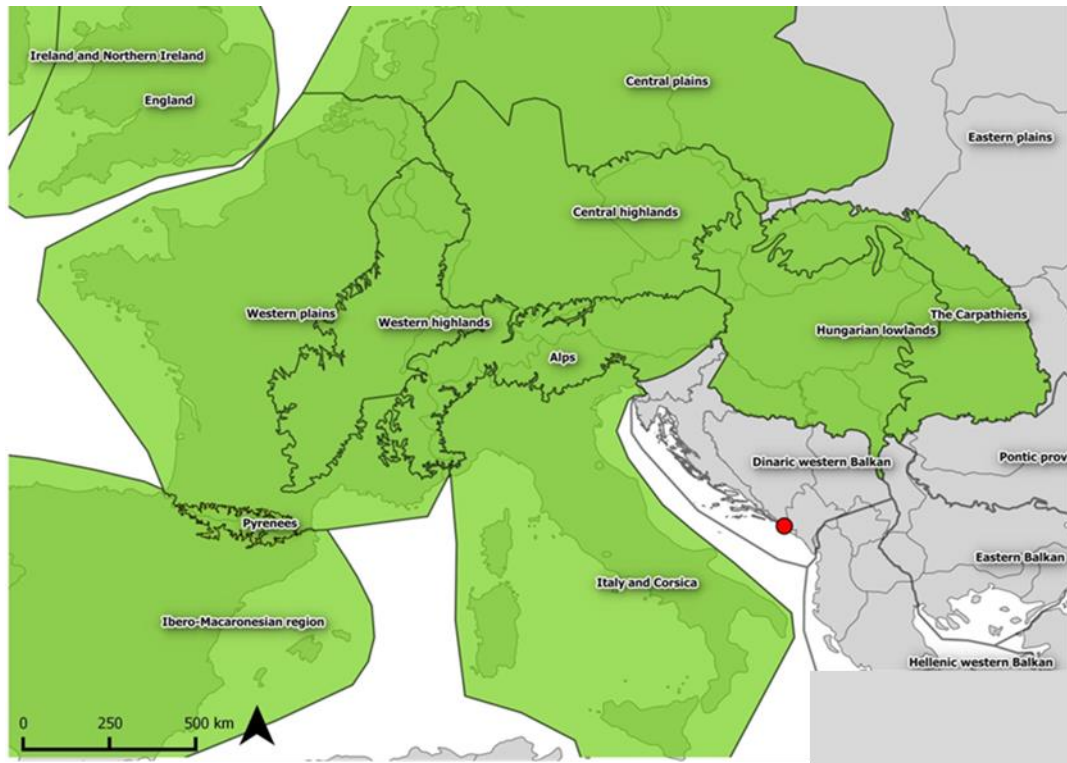 Ireland and Northern Ireland
England
Central plains
Eastern plains
Central highlands
Western plains
Western highlands
The Carpathiens
Hungarian lowlands
Alps
Dinaric western Balkan
Pontic prov
Pyrenees
Eastern Balkan
Italy and Corsica
Ibero-Macaronesian region
Hellenic western Balkan
0 250 500 km